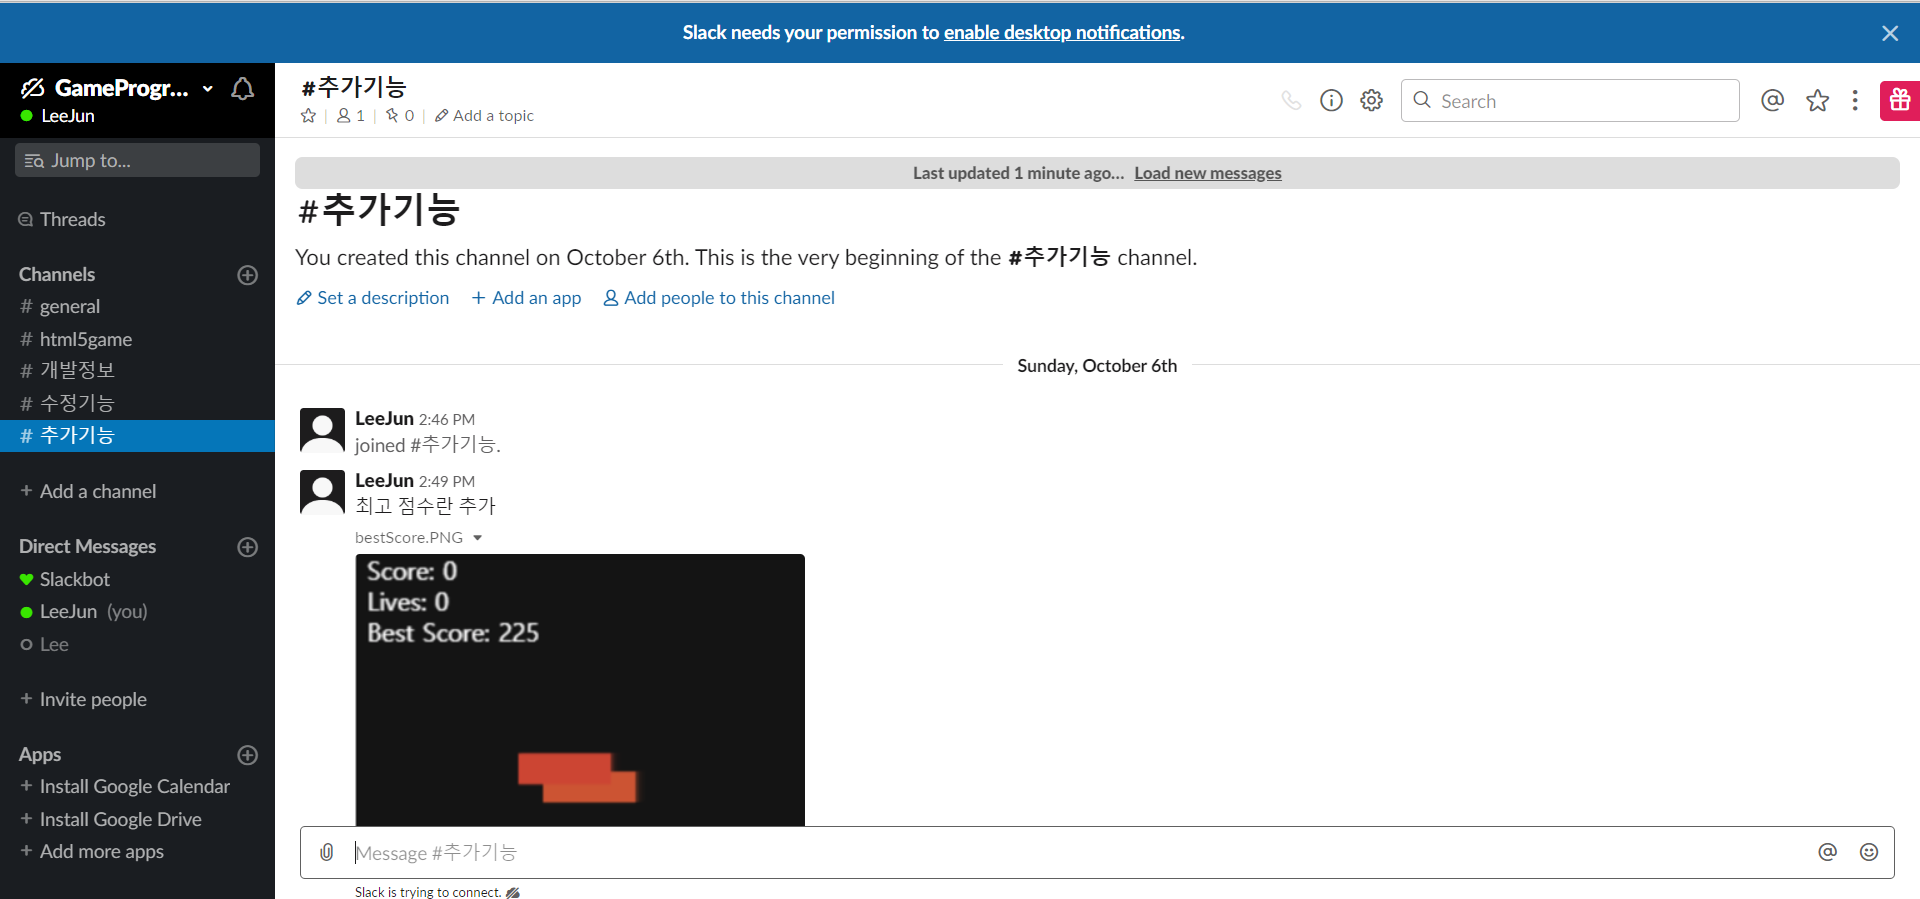 Slack needs your permission to enable desktop notifications.
GameProgr...
LeeJun
Jump to...
Threads
Channels
# general
# html5game
# 개발정보
# 수정기능
# 추가기능
+ Add a channel
Direct Messages
Slackbot
LeeJun (you)
Lee
+ Invite people
Apps
+ Install Google Calendar
+ Install Google Drive
+ Add more apps
#추가기능
1 | 0 | Add a topic
Search
Last updated 1 minute ago... Load new messages
#추가기능
You created this channel on October 6th. This is the very beginning of the #추가기능 channel.
Set a description + Add an app Add people to this channel
Sunday, October 6th
LeeJun 2:46 PM
joined #추가기능.
LeeJun 2:49 PM
최고 점수란 추가
bestScore.PNG
Score: 0
Lives: 0
Best Score: 225
Message #추가기능
Slack is trying to connect.